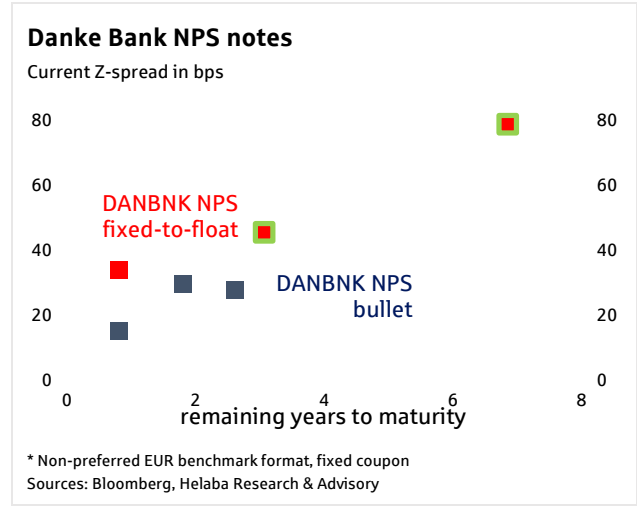 Danke Bank NPS notes
Current Z-spread in bps
80
80
60
60
DANBNK NPS
fixed-to-float
40
40
DANBNK NPS
bullet
20
20
0
0
0 2 4 6 8
remaining years to maturity
* Non-preferred EUR benchmark format, fixed coupon
Sources: Bloomberg, Helaba Research & Advisory